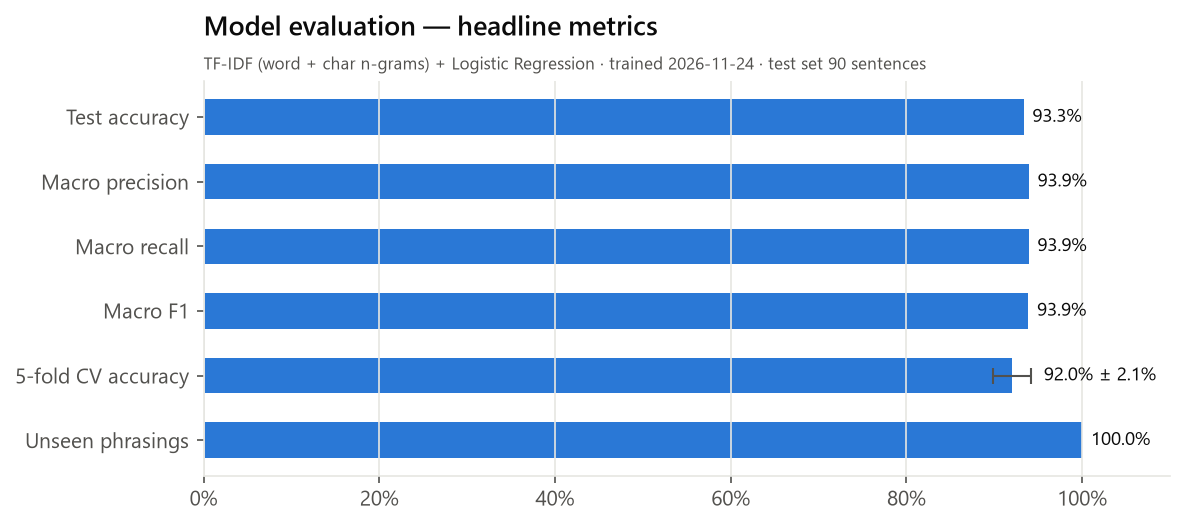 Model evaluation — headline metrics
TF-IDF (word + char n-grams) + Logistic Regression · trained 2026-11-24 · test set 90 sentences
Test accuracy 93.3%
Macro precision 93.9%
Macro recall 93.9%
Macro F1 93.9%
5-fold CV accuracy 92.0% ± 2.1%
Unseen phrasings 100.0%
0% 20% 40% 60% 80% 100%